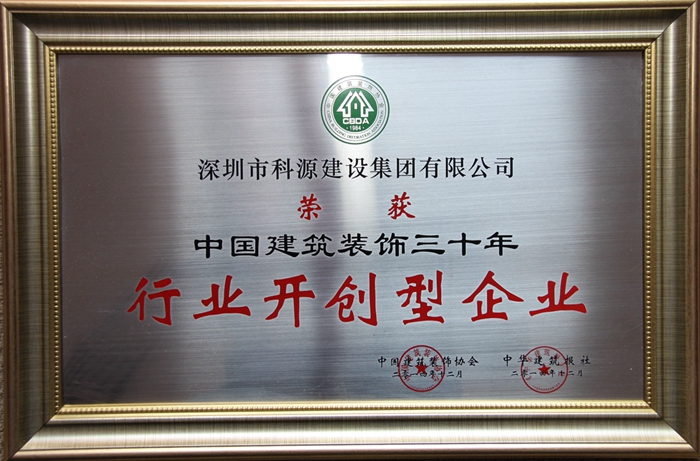 CBDA
1984
深圳市科源建设集团有限公司
荣 获
中国建筑装饰三十年
行业开创型企业
中国建筑装饰协会 中华建筑报社
二〇一四年十二月 二〇一四年十二月